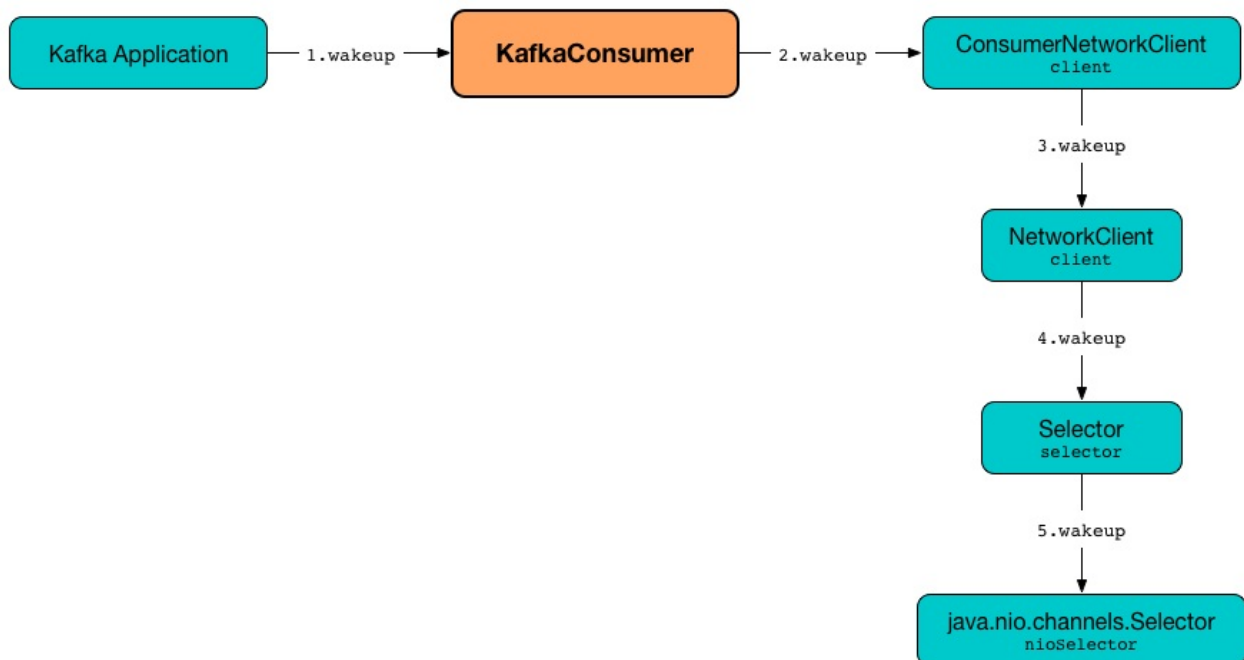 Kafka Application
1.wakeup
KafkaConsumer
2.wakeup
ConsumerNetworkClient
client
3.wakeup
NetworkClient
client
4.wakeup
Selector
selector
5.wakeup
java.nio.channels.Selector
nioSelector